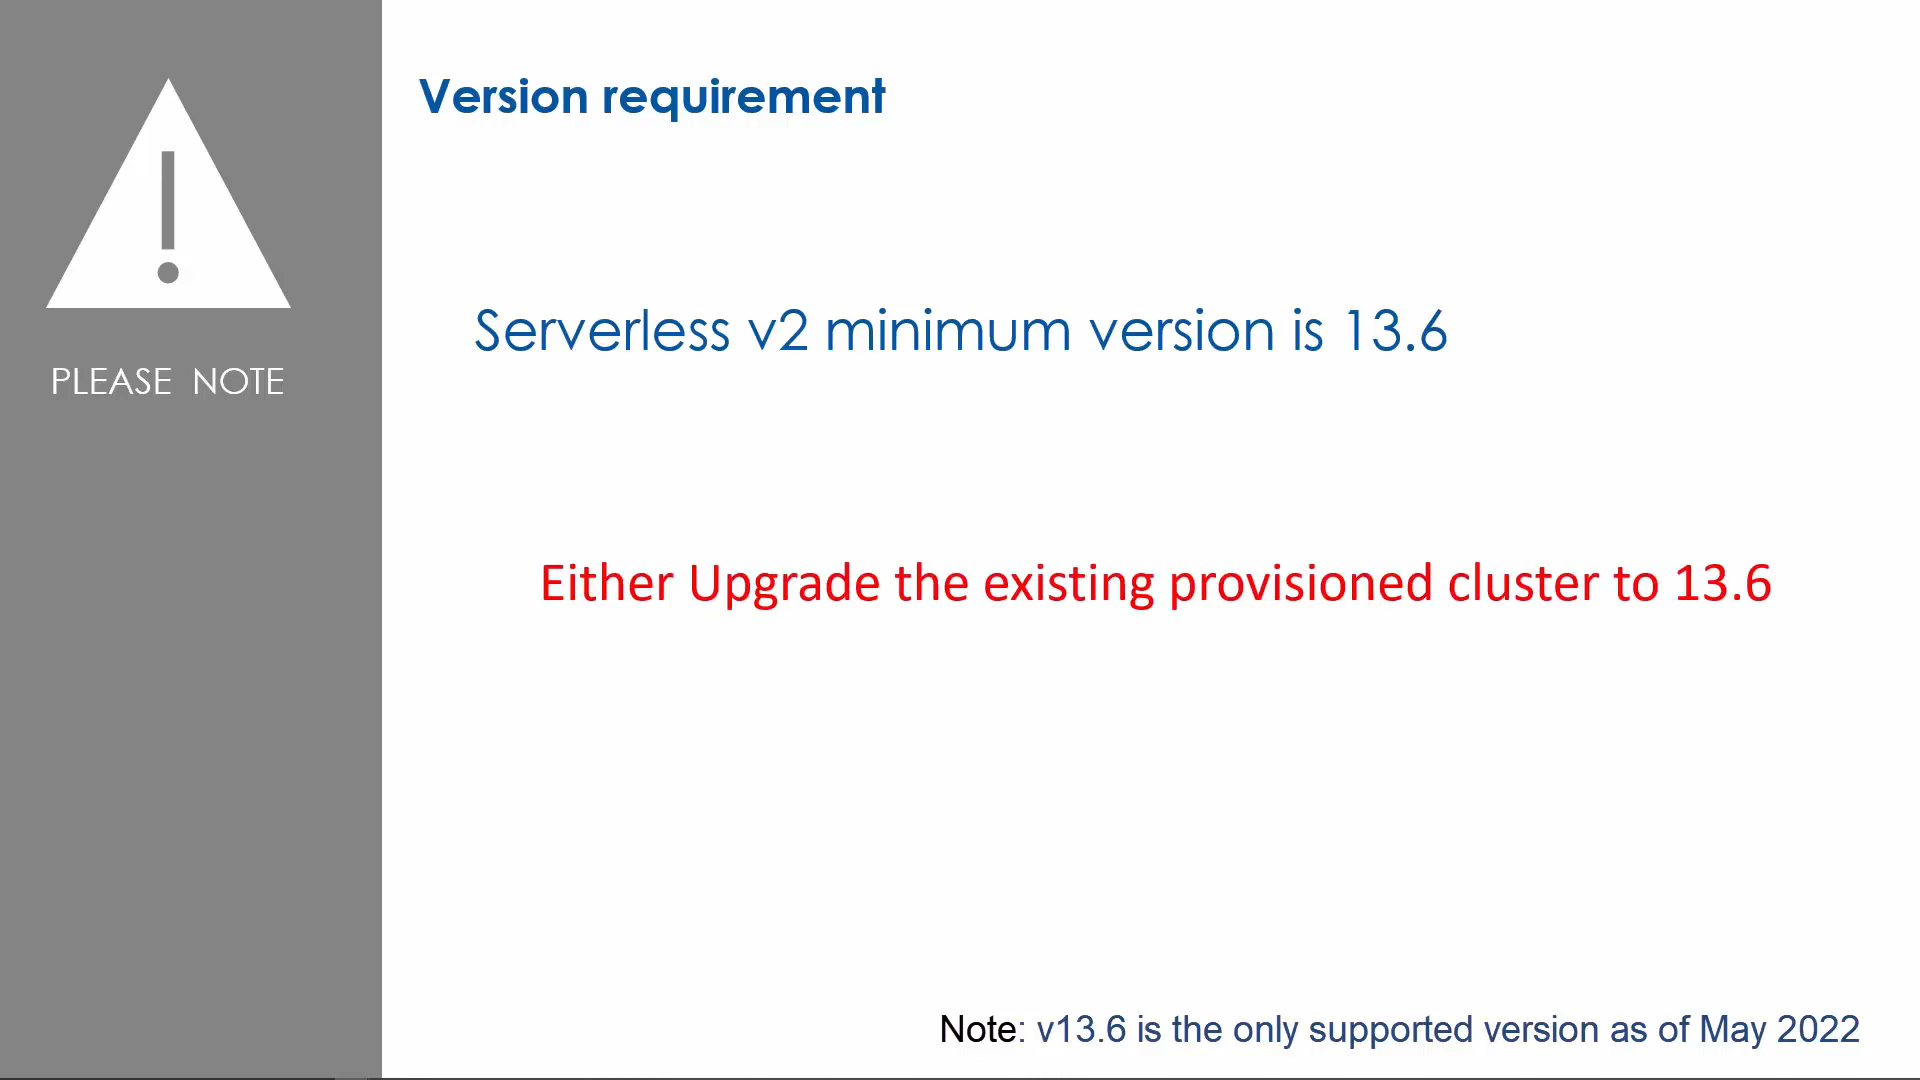 PLEASE NOTE
Version requirement
Serverless v2 minimum version is 13.6
Either Upgrade the existing provisioned cluster to 13.6
Note: v13.6 is the only supported version as of May 2022